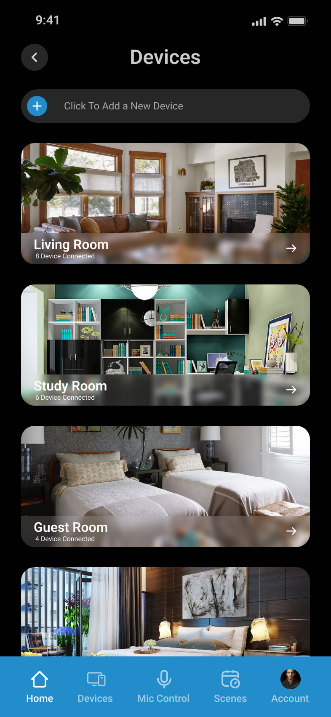 9:41
Devices
Click To Add a New Device
Living Room
8 Device Connected
Study Room
6 Device Connected
Guest Room
4 Device Connected
Home Devices Mic Control Scenes Account